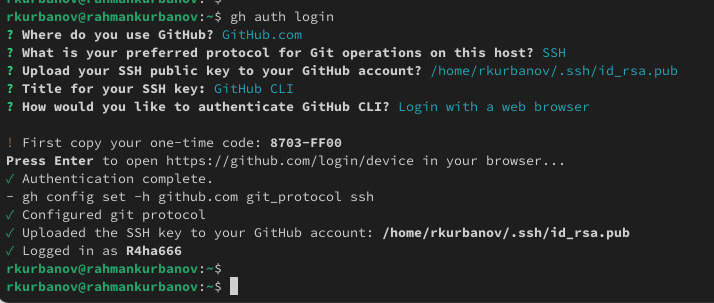 rkurbanov@rahmankurbanov:~$ gh auth login
? Where do you use GitHub? GitHub.com
? What is your preferred protocol for Git operations on this host? SSH
? Upload your SSH public key to your GitHub account? /home/rkurbanov/.ssh/id_rsa.pub
? Title for your SSH key: GitHub CLI
? How would you like to authenticate GitHub CLI? Login with a web browser
! First copy your one-time code: 8703-FF00
Press Enter to open https://github.com/login/device in your browser...
✓ Authentication complete.
- gh config set -h github.com git_protocol ssh
✓ Configured git protocol
✓ Uploaded the SSH key to your GitHub account: /home/rkurbanov/.ssh/id_rsa.pub
✓ Logged in as R4ha666
rkurbanov@rahmankurbanov:~$
rkurbanov@rahmankurbanov:~$